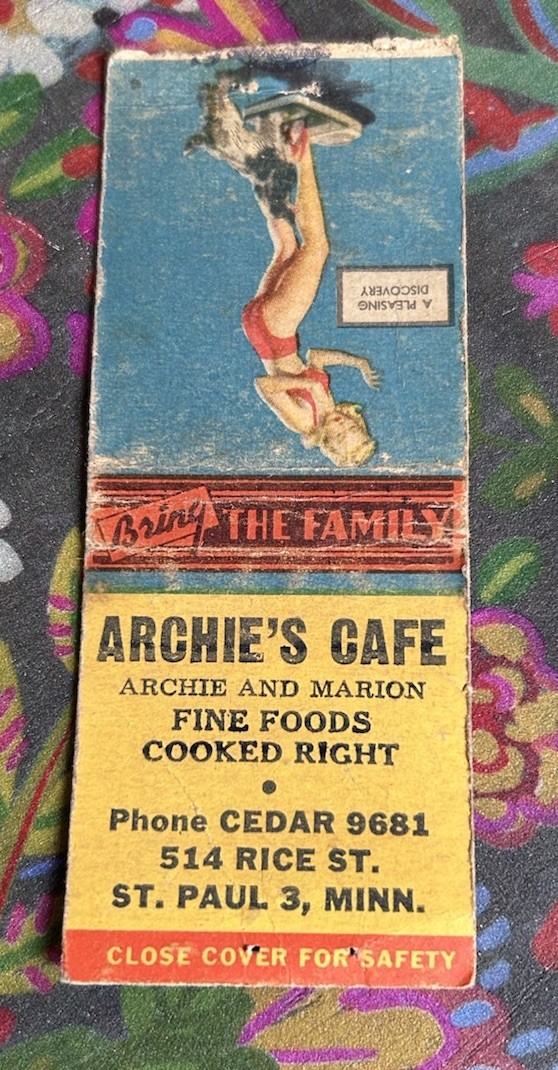 A PLEASING
DISCOVERY
Bring THE FAMILY
ARCHIE'S CAFE
ARCHIE AND MARION
FINE FOODS
COOKED RIGHT
•
Phone CEDAR 9681
514 RICE ST.
ST. PAUL 3, MINN.
CLOSE COVER FOR SAFETY